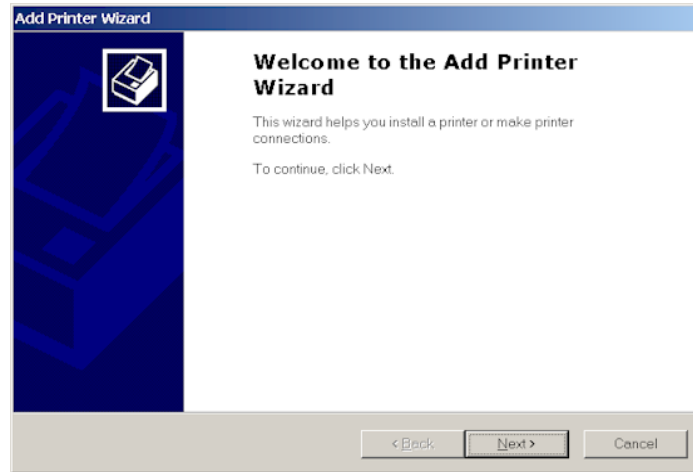 Add Printer Wizard
Welcome to the Add Printer
Wizard
This wizard helps you install a printer or make printer
connections.
To continue, click Next.
< Back
Next >
Cancel